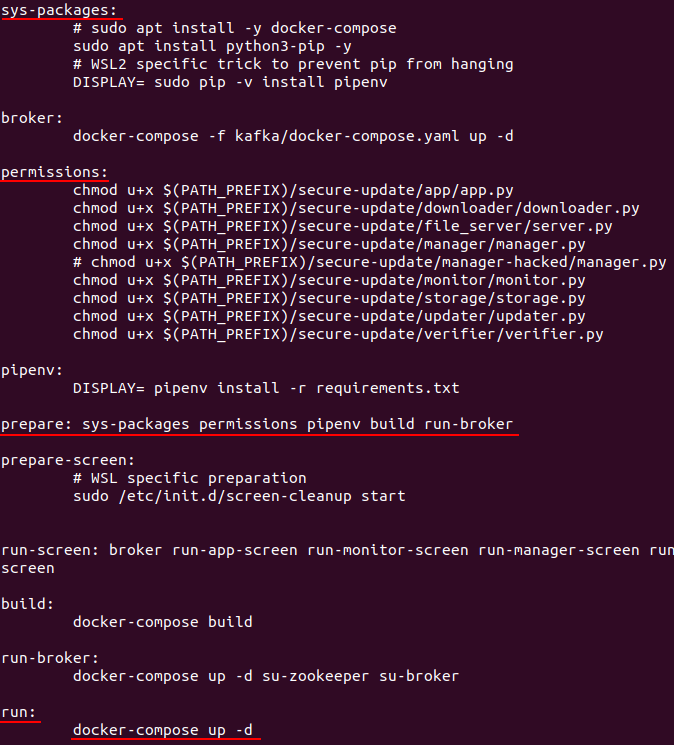 sys-packages:
# sudo apt install -y docker-compose
sudo apt install python3-pip -y
# WSL2 specific trick to prevent pip from hanging
DISPLAY= sudo pip -v install pipenv
broker:
docker-compose -f kafka/docker-compose.yaml up -d
permissions:
chmod u+x $(PATH_PREFIX)/secure-update/app/app.py
chmod u+x $(PATH_PREFIX)/secure-update/downloader/downloader.py
chmod u+x $(PATH_PREFIX)/secure-update/file_server/server.py
chmod u+x $(PATH_PREFIX)/secure-update/manager/manager.py
# chmod u+x $(PATH_PREFIX)/secure-update/manager-hacked/manager.py
chmod u+x $(PATH_PREFIX)/secure-update/monitor/monitor.py
chmod u+x $(PATH_PREFIX)/secure-update/storage/storage.py
chmod u+x $(PATH_PREFIX)/secure-update/updater/updater.py
chmod u+x $(PATH_PREFIX)/secure-update/verifier/verifier.py
pipenv:
DISPLAY= pipenv install -r requirements.txt
prepare: sys-packages permissions pipenv build run-broker
prepare-screen:
# WSL specific preparation
sudo /etc/init.d/screen-cleanup start
run-screen: broker run-app-screen run-monitor-screen run-manager-screen run
screen
build:
docker-compose build
run-broker:
docker-compose up -d su-zookeeper su-broker
run:
docker-compose up -d